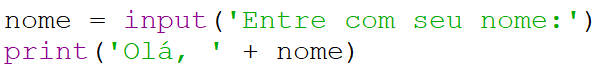 nome = input('Entre com seu nome:')
print('Olá, ' + nome)